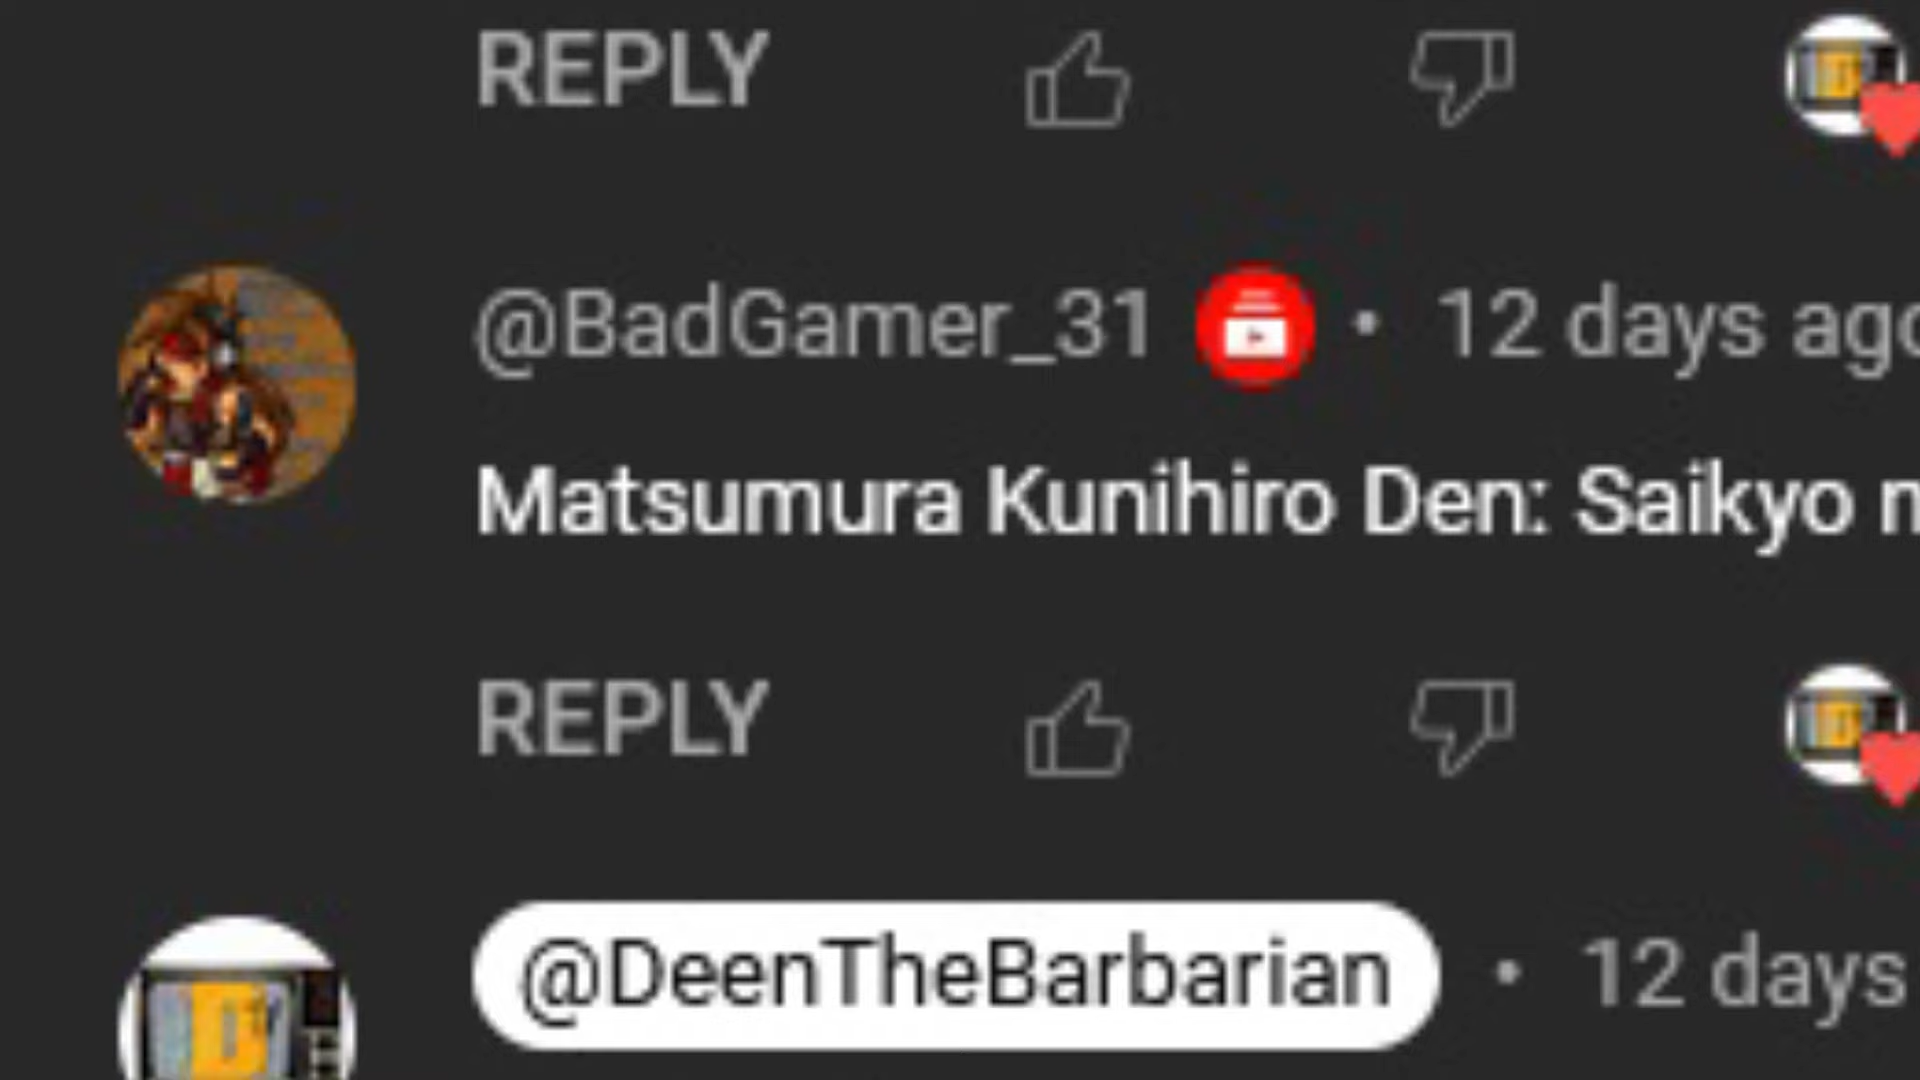 REPLY
@BadGamer_31 • 12 days ago
Matsumura Kunihiro Den: Saikyo
REPLY
@DeenTheBarbarian • 12 days